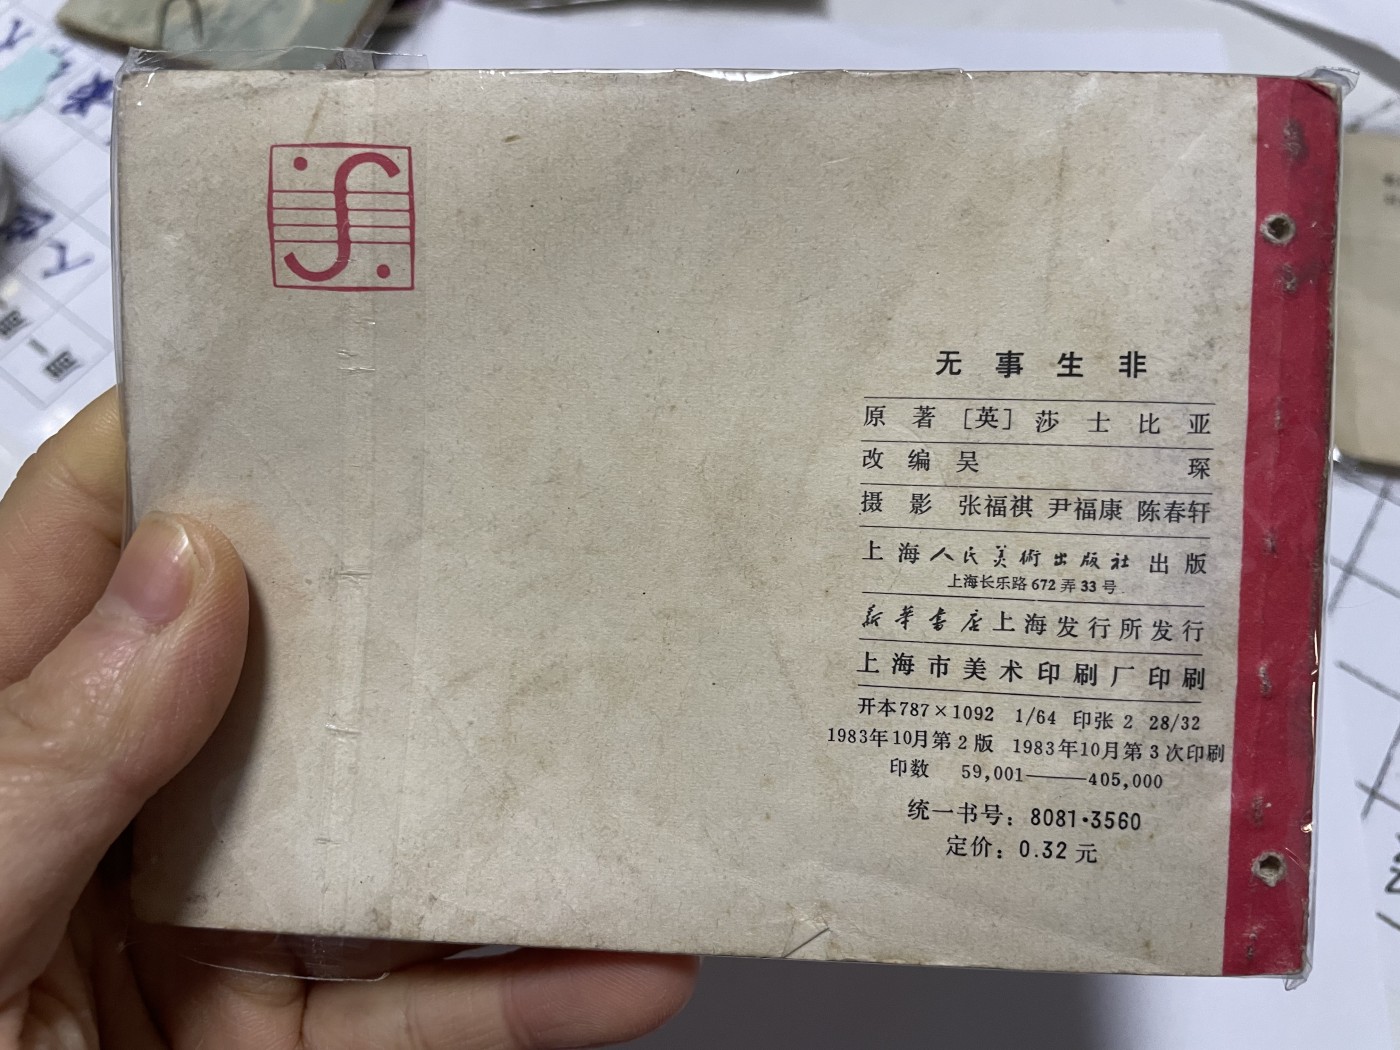 无事生非
原著［英］莎士比亚
改编 吴琛
摄影 张福祺 尹福康 陈春轩
上海人民美術出版社出版
上海长乐路672弄33号
新华书店上海发行所发行
上海市美术印刷厂印刷
开本787×1092 1/64 印张 2 28/32
1983年10月第2版 1983年10月第3次印刷
印数 59,001——405,000
统一书号：8081·3560
定价：0.32元